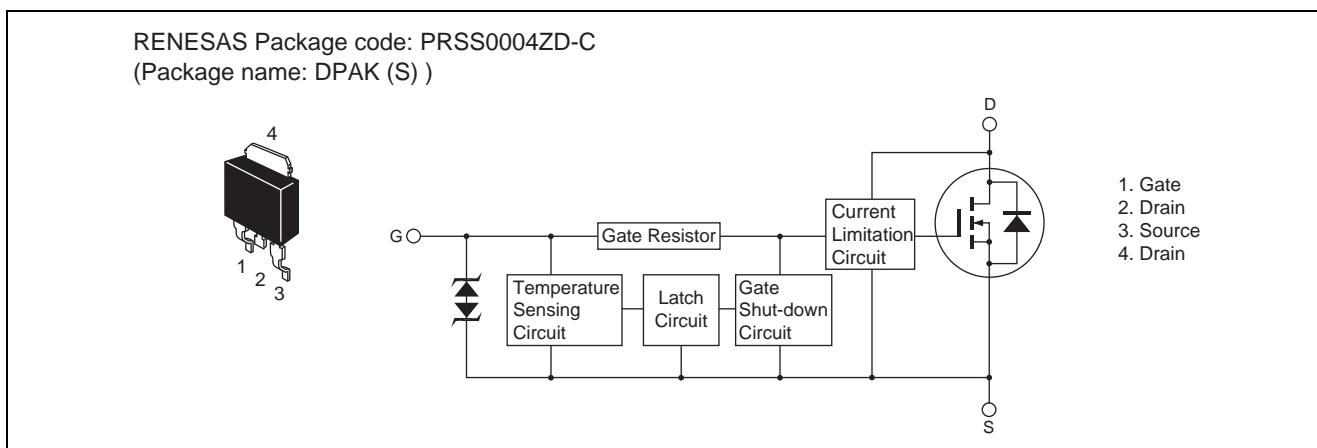 RENESAS Package code: PRSS0004ZD-C
(Package name: DPAK (S) )
4
1
2
3
G
D
S
Gate Resistor
Temperature
Sensing
Circuit
Latch
Circuit
Gate
Shut-down
Circuit
Current
Limitation
Circuit
1. Gate
2. Drain
3. Source
4. Drain